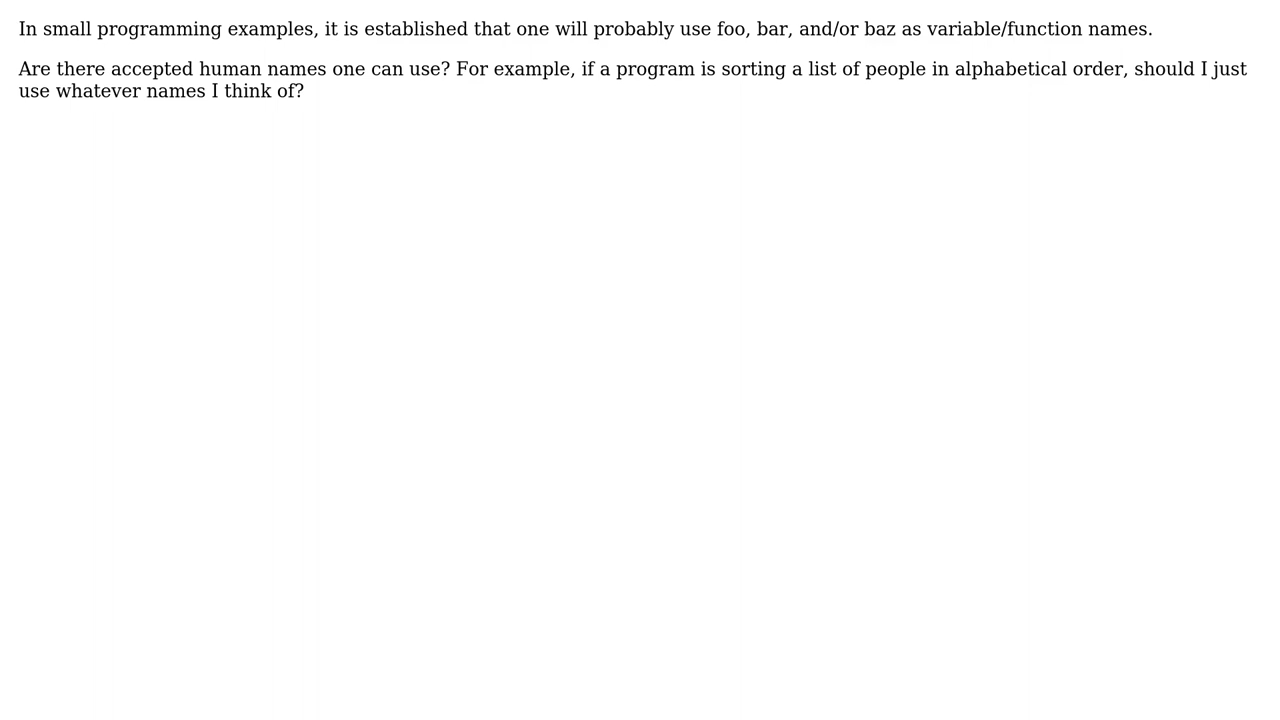 In small programming examples, it is established that one will probably use foo, bar, and/or baz as variable/function names.
Are there accepted human names one can use? For example, if a program is sorting a list of people in alphabetical order, should I just
use whatever names I think of?